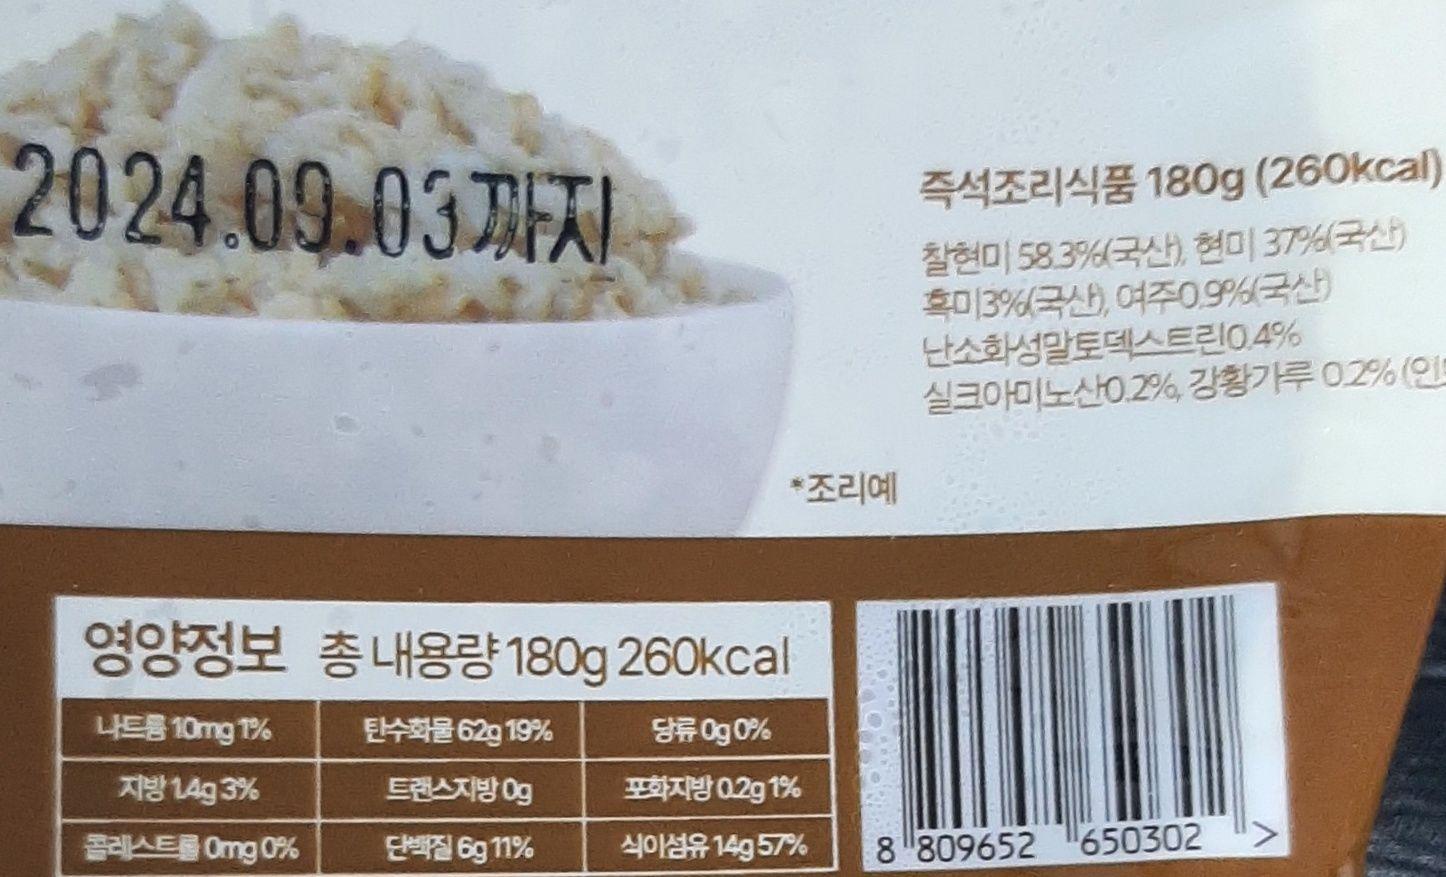 2024.09.03까지
즉석조리식품 180g (260kcal)
찰현미 58.3%(국산), 현미 37%(국산)
흑미3%(국산), 여주0.9%(국산)
난소화성말토덱스트린0.4%
실크아미노산0.2%, 강황가루 0.2% (인
*조리예
영양정보 총 내용량 180g 260kcal
나트륨 10mg 1% 탄수화물 62g 19% 당류 0g 0%
지방 1.4g 3% 트랜스지방 0g 포화지방 0.2g 1%
콜레스트롤 0mg 0% 단백질 6g 11% 식이섬유 14g 57%
8 809652 650302 >